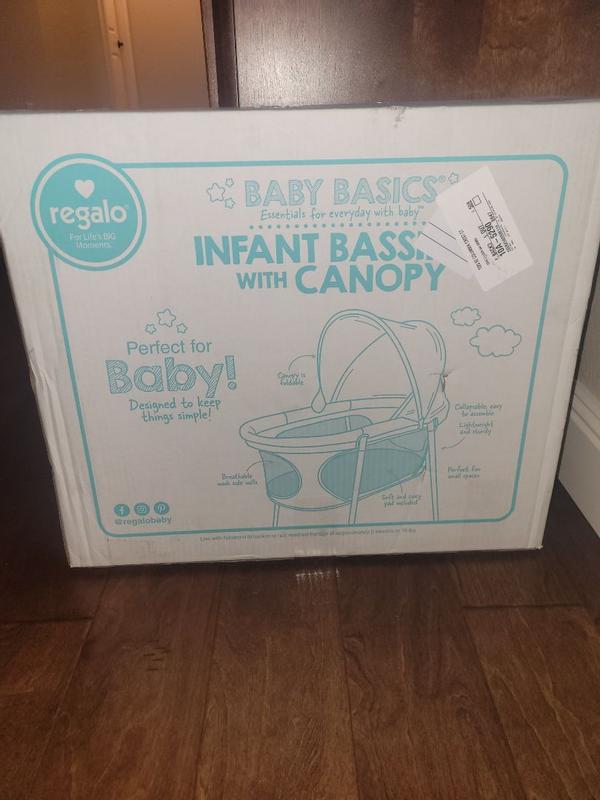 BABY BASICS®
Essentials for everyday with baby™
regalo®
For Life's BIG
Moments.®
INFANT
WITH CANOPY
Perfect for
Baby!
Designed to keep
things simple!
Canopy is
foldable
Collapsible, easy
to assemble
Lightweight
and sturdy
Breathable
mesh side walls
Perfect for
small spaces
Soft and cozy
pad included
@regalobaby
10A